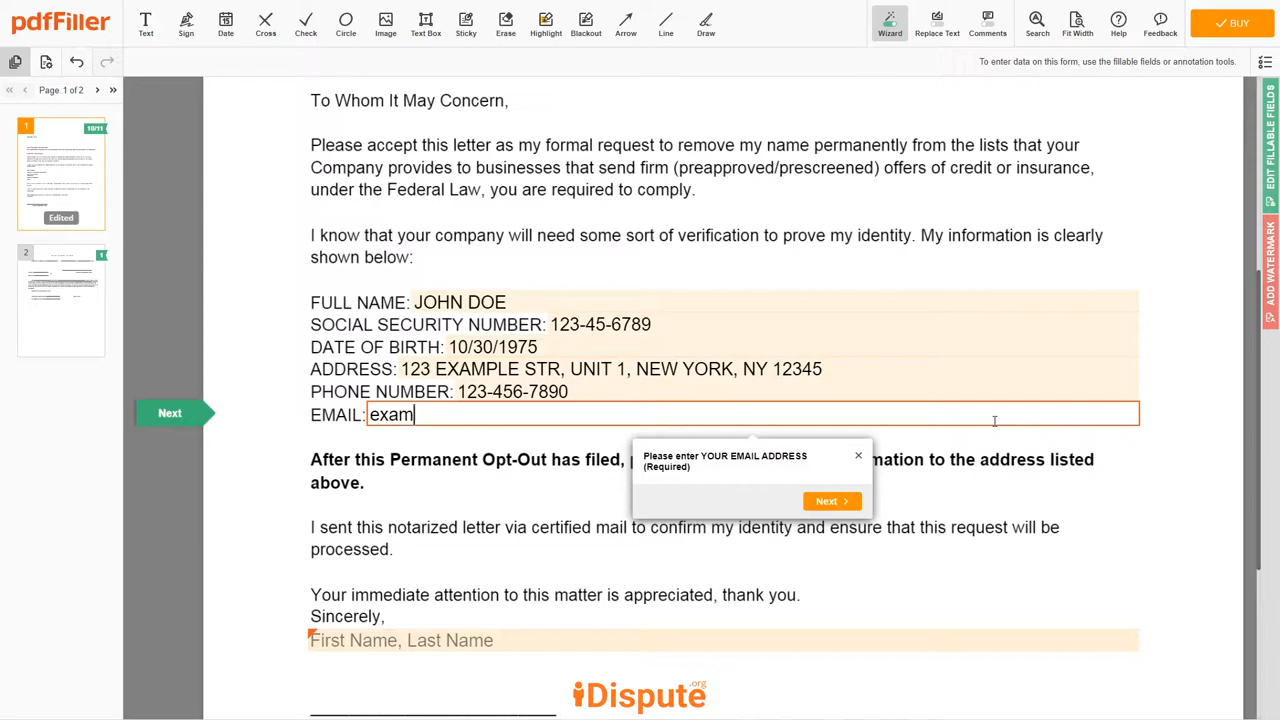 pdfFiller
Text Sign Date Cross Check Circle Image Text Box Sticky Erase Highlight Blackout Arrow Line Draw
Wizard Replace Text Comments Search Fit Width Help Feedback BUY
To enter data on this form, use the fillable fields or annotation tools.
Page 1 of 2
1
10/11
Edited
2
1
EDIT FILLABLE FIELDS
ADD WATERMARK
To Whom It May Concern,
Please accept this letter as my formal request to remove my name permanently from the lists that your
Company provides to businesses that send firm (preapproved/prescreened) offers of credit or insurance,
under the Federal Law you are required to comply.
I know that your company will need some sort of verification to prove my identity. My information is clearly
shown below:
FULL NAME: JOHN DOE
SOCIAL SECURITY NUMBER: 123-45-6789
DATE OF BIRTH: 10/30/1975
ADDRESS: 123 EXAMPLE STR, UNIT 1, NEW YORK, NY 12345
PHONE NUMBER: 123-456-7890
Next
EMAIL: exam
Please enter YOUR EMAIL ADDRESS
(Required)
Next
After this Permanent Opt-Out has filed, mation to the address listed
above.
I sent this notarized letter via certified mail to confirm my identity and ensure that this request will be
processed.
Your immediate attention to this matter is appreciated, thank you.
Sincerely,
First Name, Last Name
iDispute.org